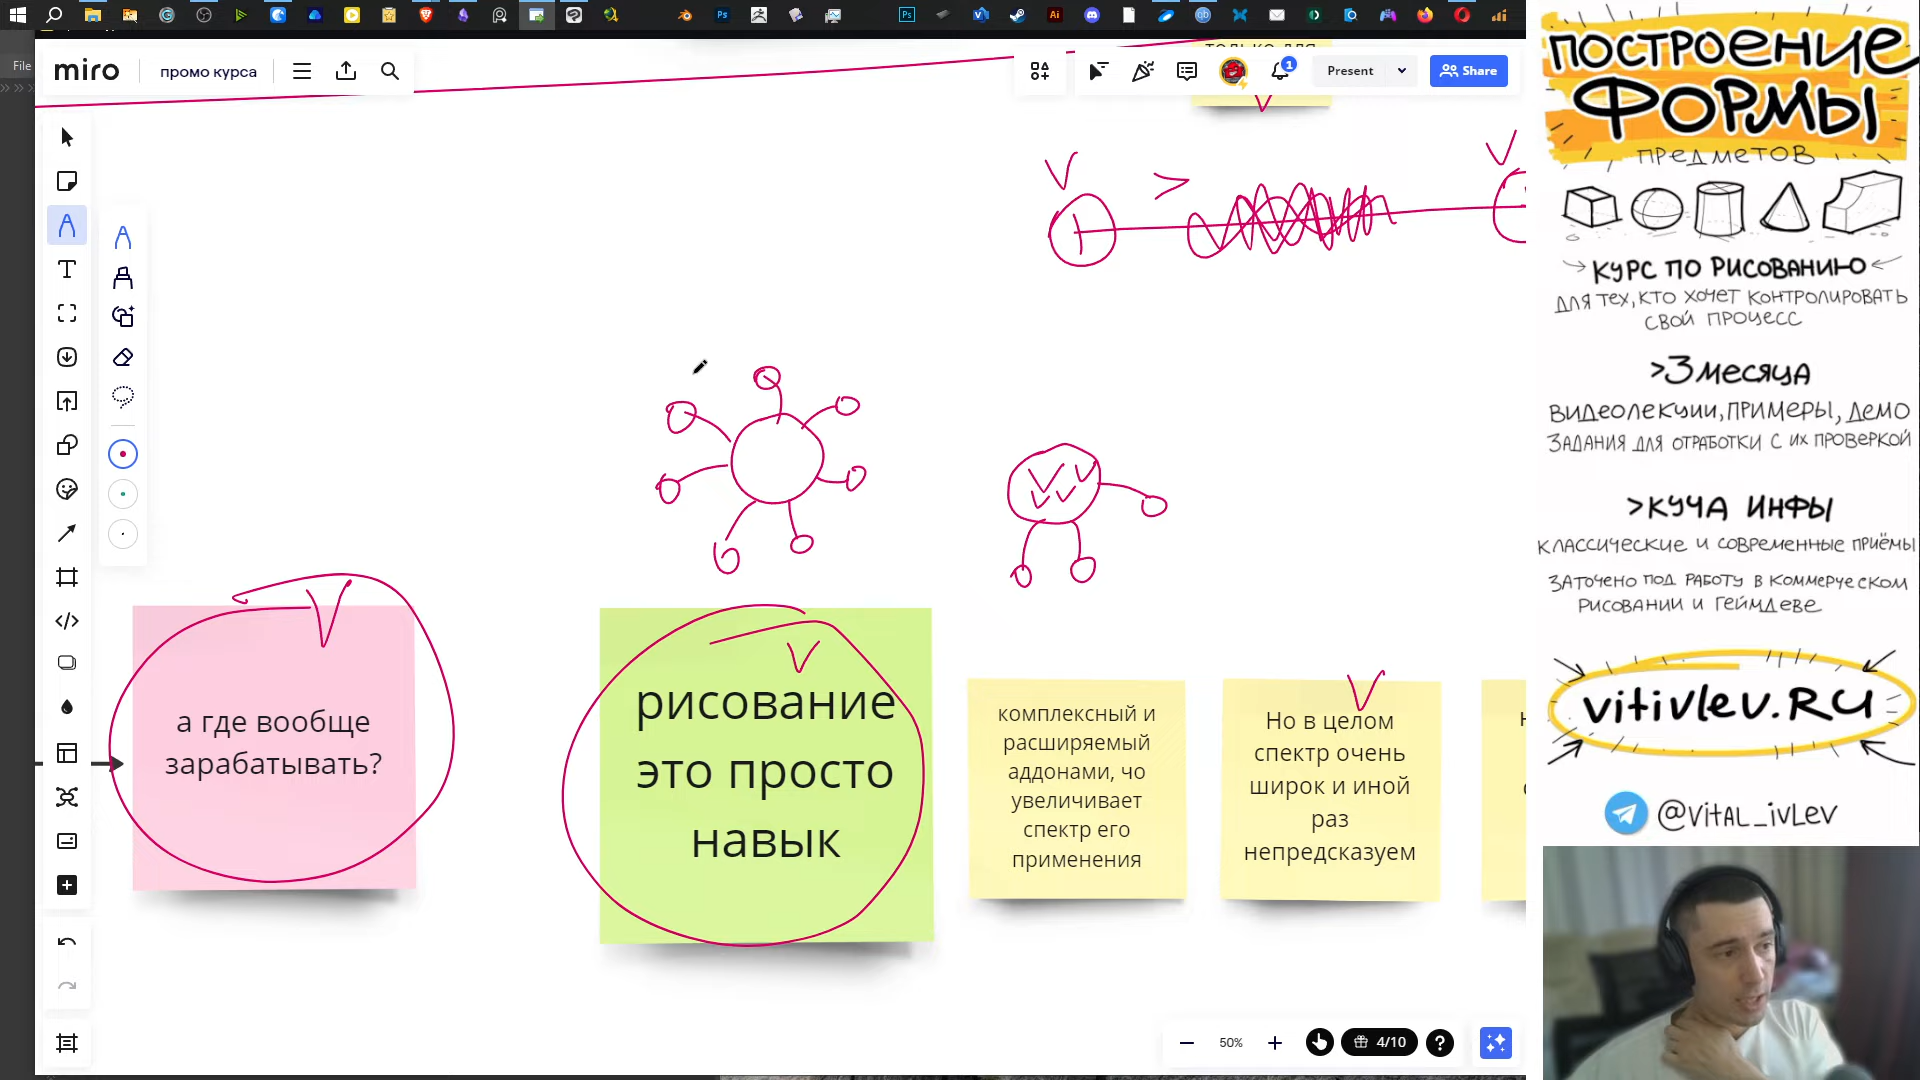 File
miro
промо курса
только для
1
Present
Share
а где вообще
зарабатывать?
рисование
это просто
навык
комплексный и
расширяемый
аддонами, чо
увеличивает
спектр его
применения
Но в целом
спектр очень
широк и иной
раз
непредсказуем
50%
4/10
?
ПОСТРОЕНИЕ
ФОРМЫ
ПРЕДМЕТОВ
КУРС ПО РИСОВАНИЮ
ДЛЯ ТЕХ, КТО ХОЧЕТ КОНТРОЛИРОВАТЬ
СВОЙ ПРОЦЕСС
>3 месяца
ВИДЕОЛЕКЦИИ, ПРИМЕРЫ, ДЕМО
ЗАДАНИЯ ДЛЯ ОТРАБОТКИ С ИХ ПРОВЕРКОЙ
>КУЧА ИНФЫ
КЛАССИЧЕСКИЕ И СОВРЕМЕННЫЕ ПРИЁМЫ
ЗАТОЧЕНО ПОД РАБОТУ В КОММЕРЧЕСКОМ
РИСОВАНИИ И ГЕЙМДЕВЕ
vitivlev.RU
@VITAL_IVLEV